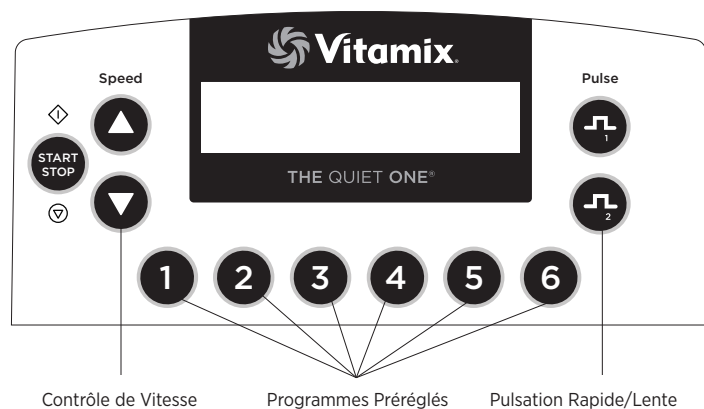 Vitamix.
Speed
Pulse
START
STOP
1
THE QUIET ONE®
2
1 2 3 4 5 6
Contrôle de Vitesse Programmes Préréglés Pulsation Rapide/Lente